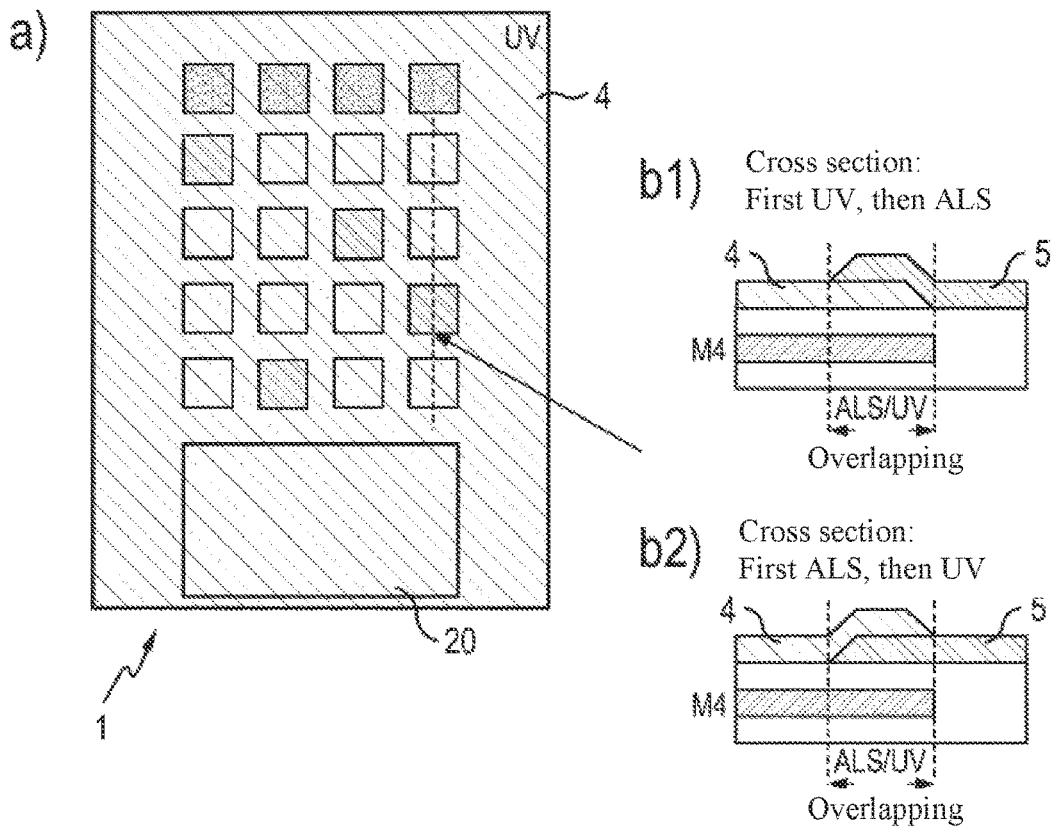 a)
UV
4
20
1
b1)
Cross section:
First UV, then ALS
4
5
M4
ALS/UV
Overlapping
b2)
Cross section:
First ALS, then UV
4
5
M4
ALS/UV
Overlapping